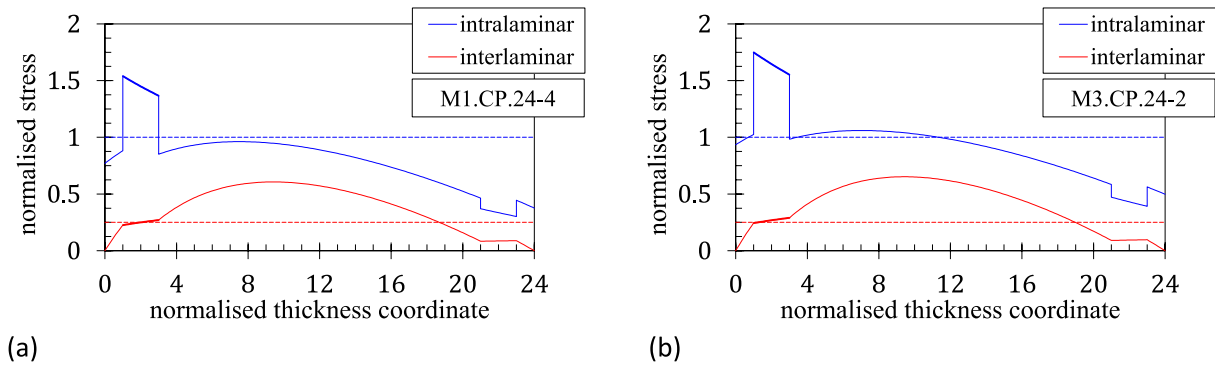 2
1.5
1
0.5
0
normalised stress
intralaminar
interlaminar
M1.CP.24-4
0 4 8 12 16 20 24
normalised thickness coordinate
(a)
2
1.5
1
0.5
0
normalised stress
intralaminar
interlaminar
M3.CP.24-2
0 4 8 12 16 20 24
normalised thickness coordinate
(b)